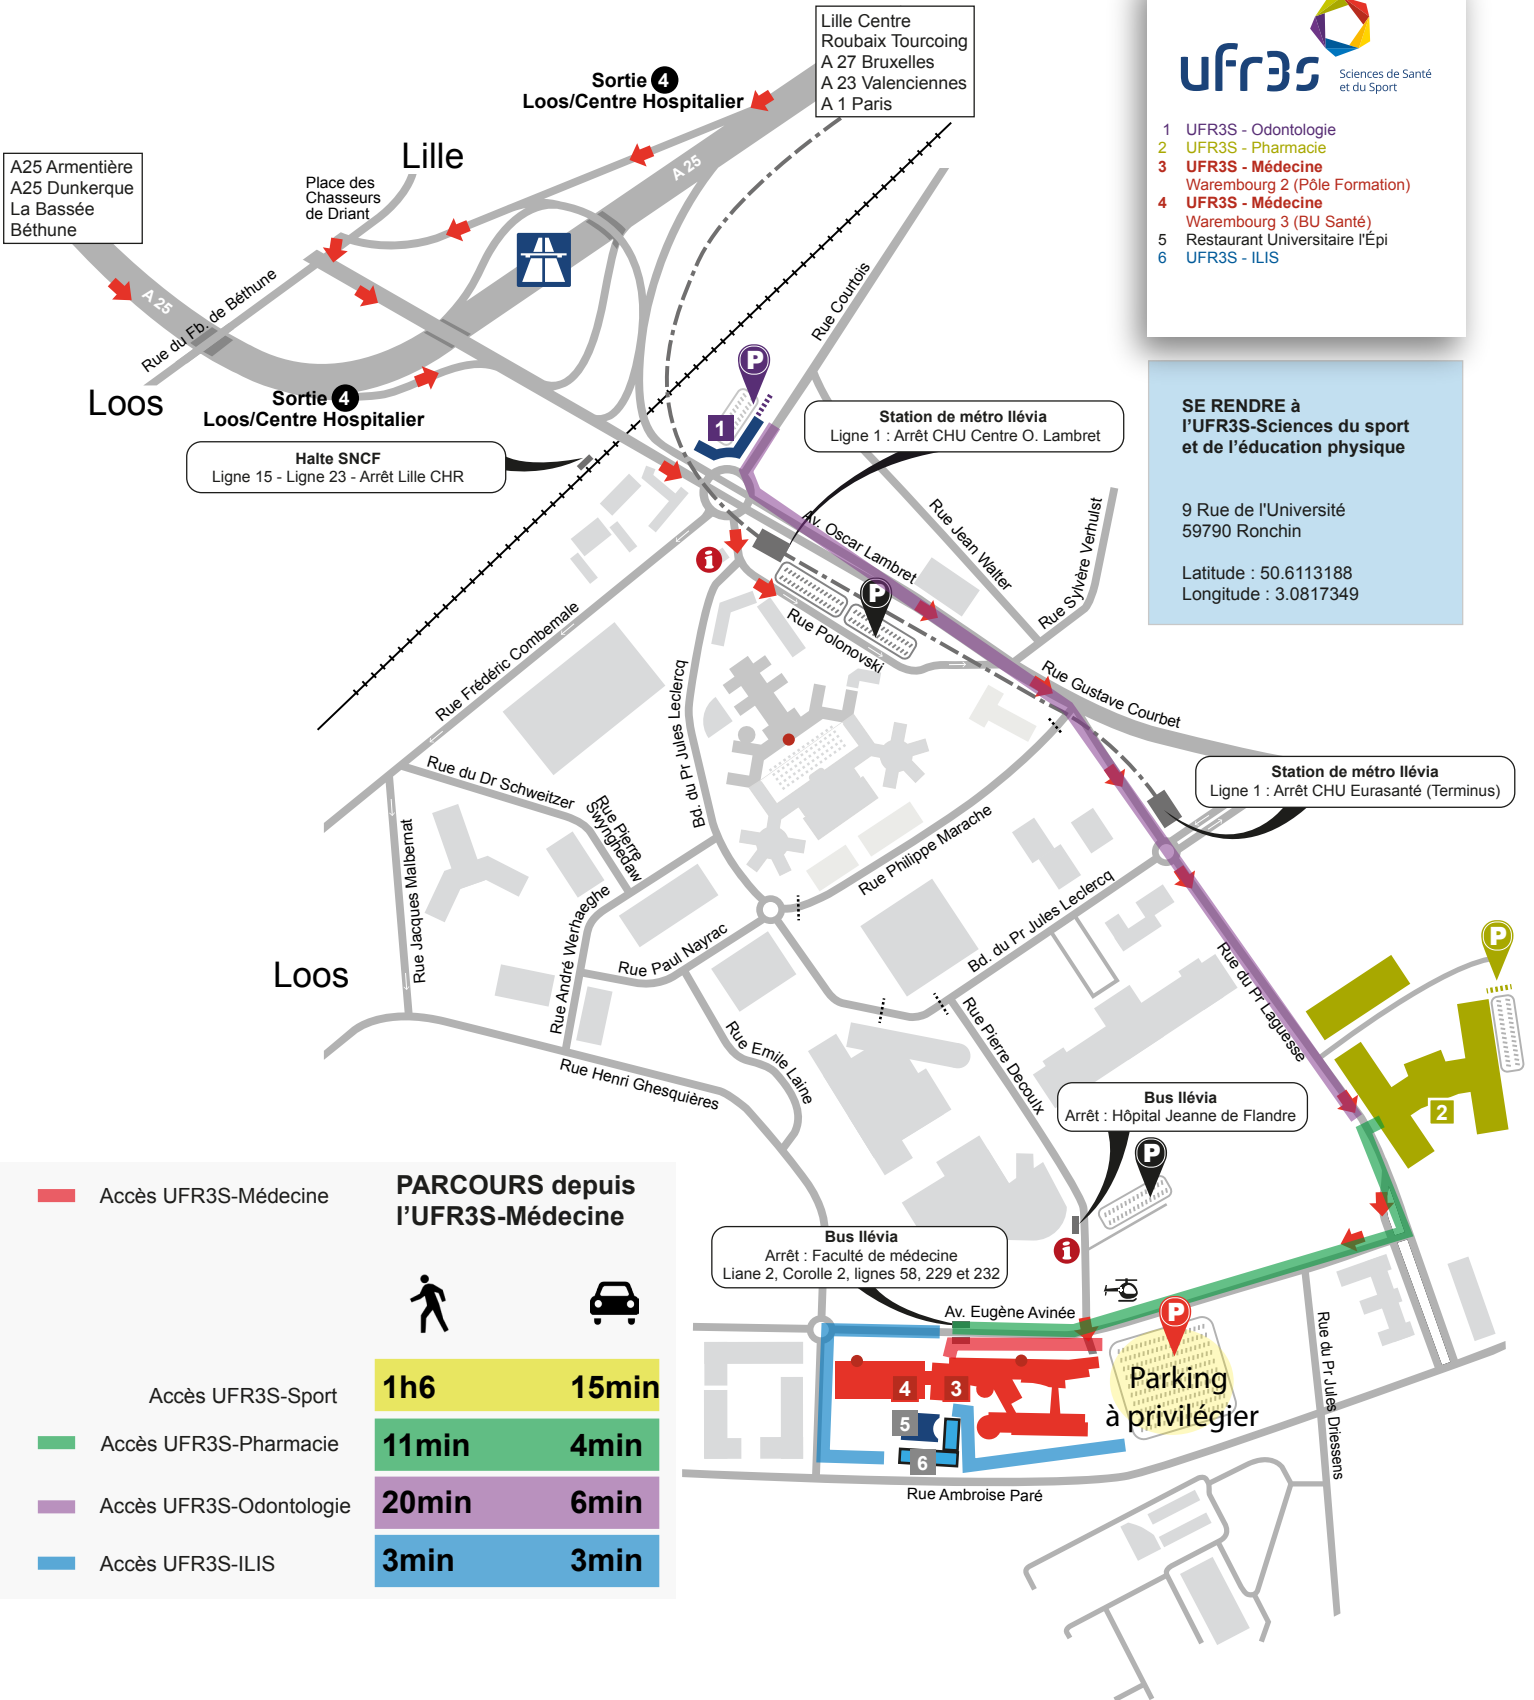 Lille Centre
Roubaix Tourcoing
A 27 Bruxelles
A 23 Valenciennes
A 1 Paris
Sortie 4
Loos/Centre Hospitalier
A25 Armentière
A25 Dunkerque
La Bassée
Béthune
Lille
Place des
Chasseurs
de Driant
A 25
A 25
Rue du Fb. de Béthune
Loos
Sortie 4
Loos/Centre Hospitalier
Halte SNCF
Ligne 15 - Ligne 23 - Arrêt Lille CHR
ufr3s
Sciences de Santé
et du Sport
1 UFR3S - Odontologie
2 UFR3S - Pharmacie
3 UFR3S - Médecine
Warembourg 2 (Pôle Formation)
4 UFR3S - Médecine
Warembourg 3 (BU Santé)
5 Restaurant Universitaire l'Épi
6 UFR3S - ILIS
SE RENDRE à
l'UFR3S-Sciences du sport
et de l'éducation physique
9 Rue de l'Université
59790 Ronchin
Latitude : 50.6113188
Longitude : 3.0817349
Rue Courtois
P
1
Station de métro Ilévia
Ligne 1 : Arrêt CHU Centre O. Lambret
Av. Oscar Lambret
Rue Jean Walter
Rue Sylvère Verhulst
i
P
Rue Polonovski
Rue Frédéric Combemale
Bd. du Pr Jules Leclercq
Rue Gustave Courbet
Station de métro Ilévia
Ligne 1 : Arrêt CHU Eurasanté (Terminus)
Rue du Dr Schweitzer
Rue Pierre
Swynghedaw
Rue Jacques Malbernat
Rue André Werhaeghe
Rue Philippe Marache
Bd. du Pr Jules Leclercq
Rue Paul Nayrac
Loos
Rue du Pr Laguesse
P
2
Rue Pierre Decoulx
Rue Emile Laine
Rue Henri Ghesquières
Bus Ilévia
Arrêt : Hôpital Jeanne de Flandre
P
i
Bus Ilévia
Arrêt : Faculté de médecine
Liane 2, Corolle 2, lignes 58, 229 et 232
Av. Eugène Avinée
P
Parking
à privilégier
4
3
5
6
Rue Ambroise Paré
Rue du Pr Jules Driessens
Accès UFR3S-Médecine
PARCOURS depuis
l'UFR3S-Médecine
Accès UFR3S-Sport 1h6 15min
Accès UFR3S-Pharmacie 11min 4min
Accès UFR3S-Odontologie 20min 6min
Accès UFR3S-ILIS 3min 3min